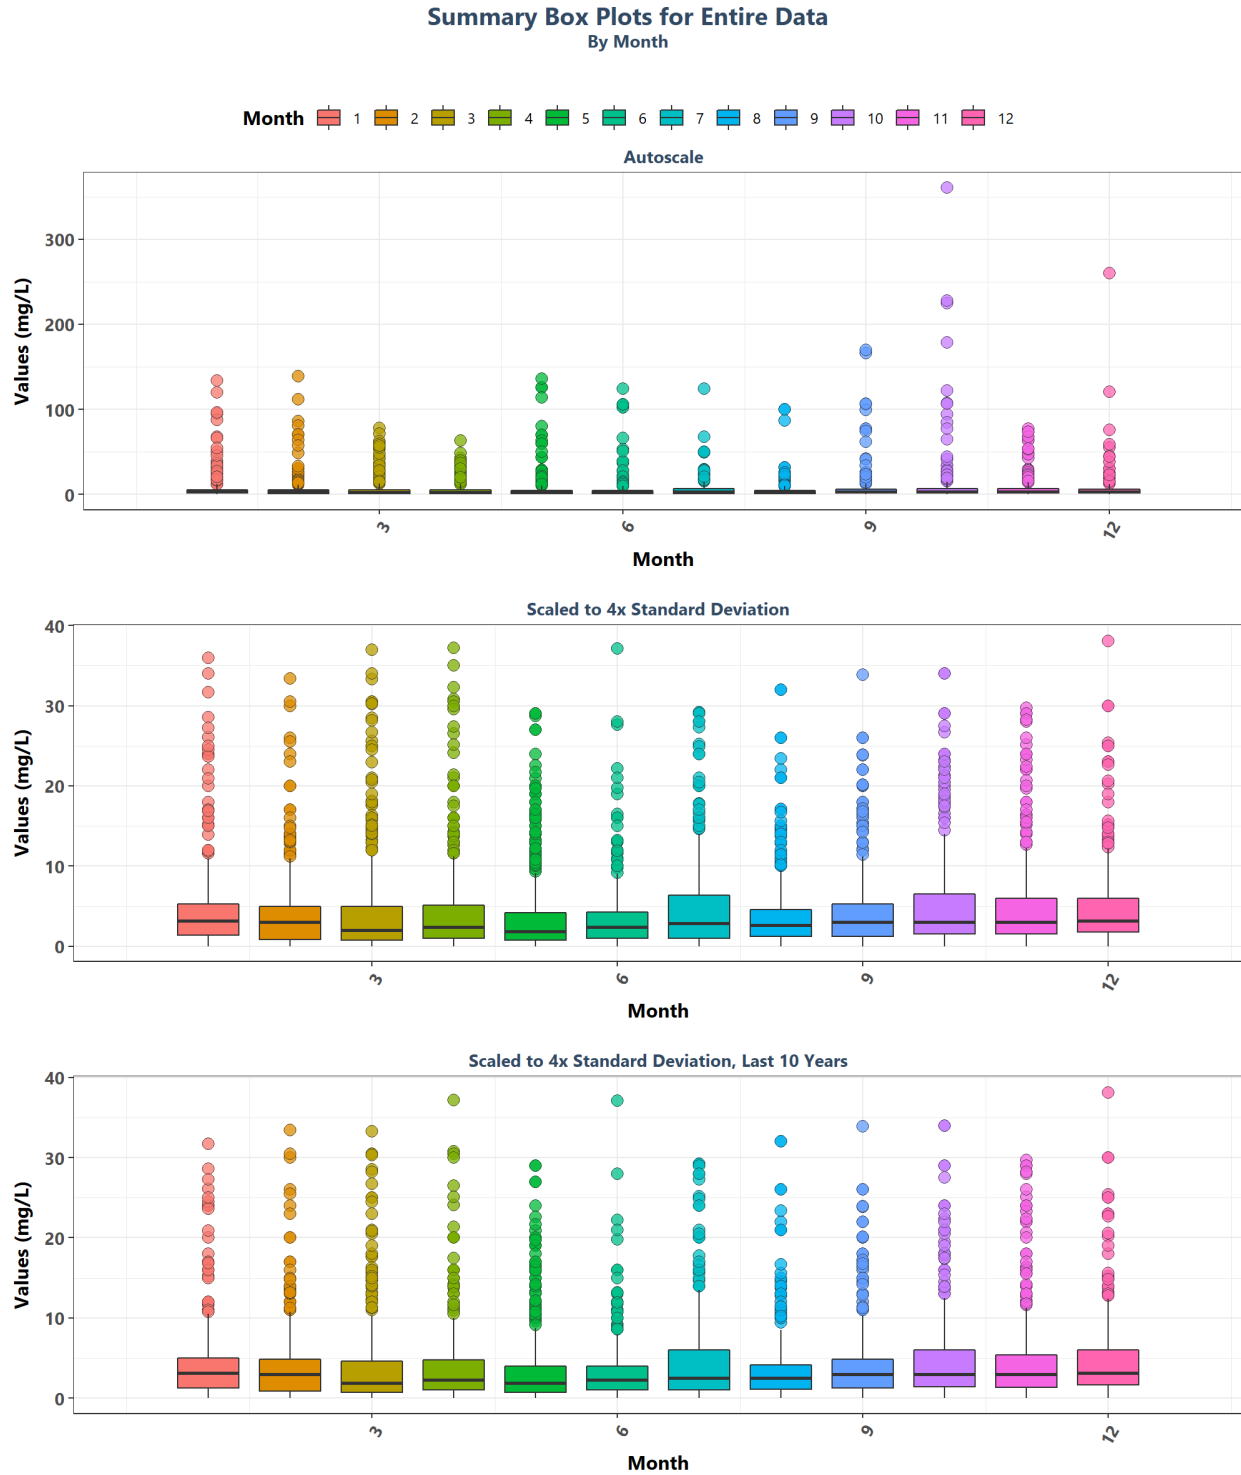 Summary Box Plots for Entire Data
By Month
Month 1 2 3 4 5 6 7 8 9 10 11 12
Autoscale
Values (mg/L)
300
200
100
0
3 6 9 12
Month
Scaled to 4x Standard Deviation
Values (mg/L)
40
30
20
10
0
3 6 9 12
Month
Scaled to 4x Standard Deviation, Last 10 Years
Values (mg/L)
40
30
20
10
0
3 6 9 12
Month